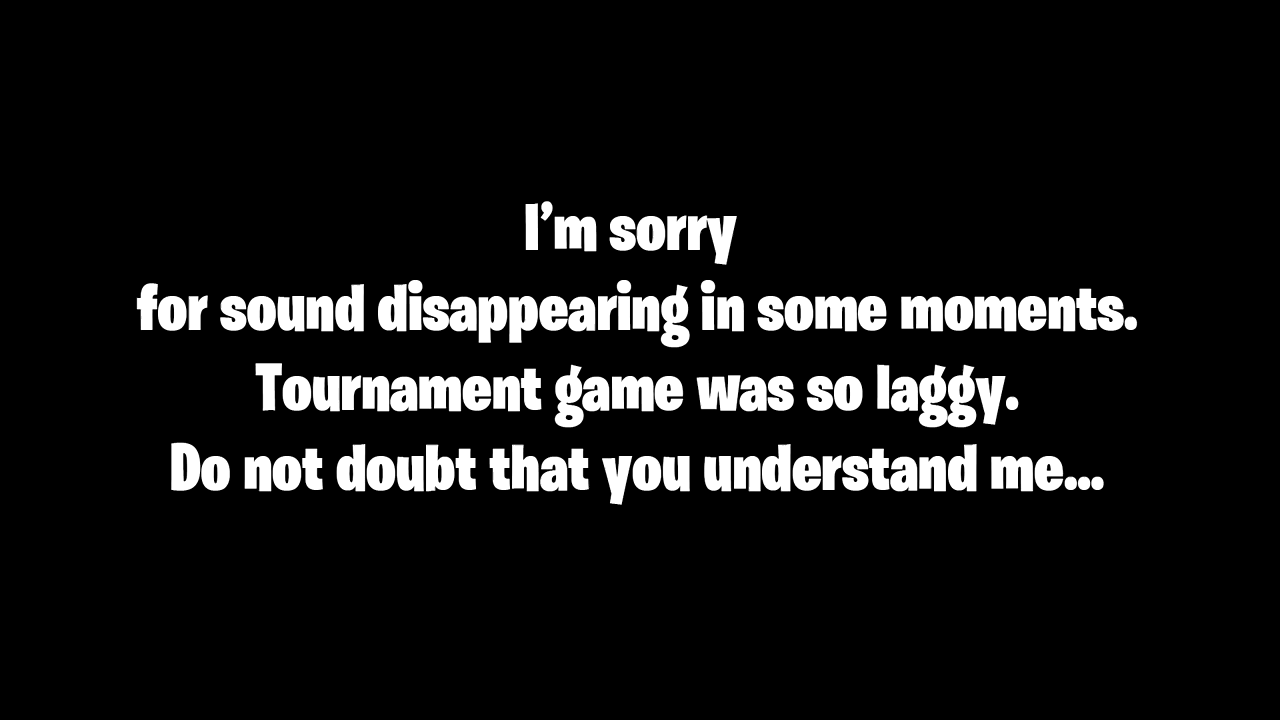 I'm sorry
for sound disappearing in some moments.
Tournament game was so laggy.
Do not doubt that you understand me...